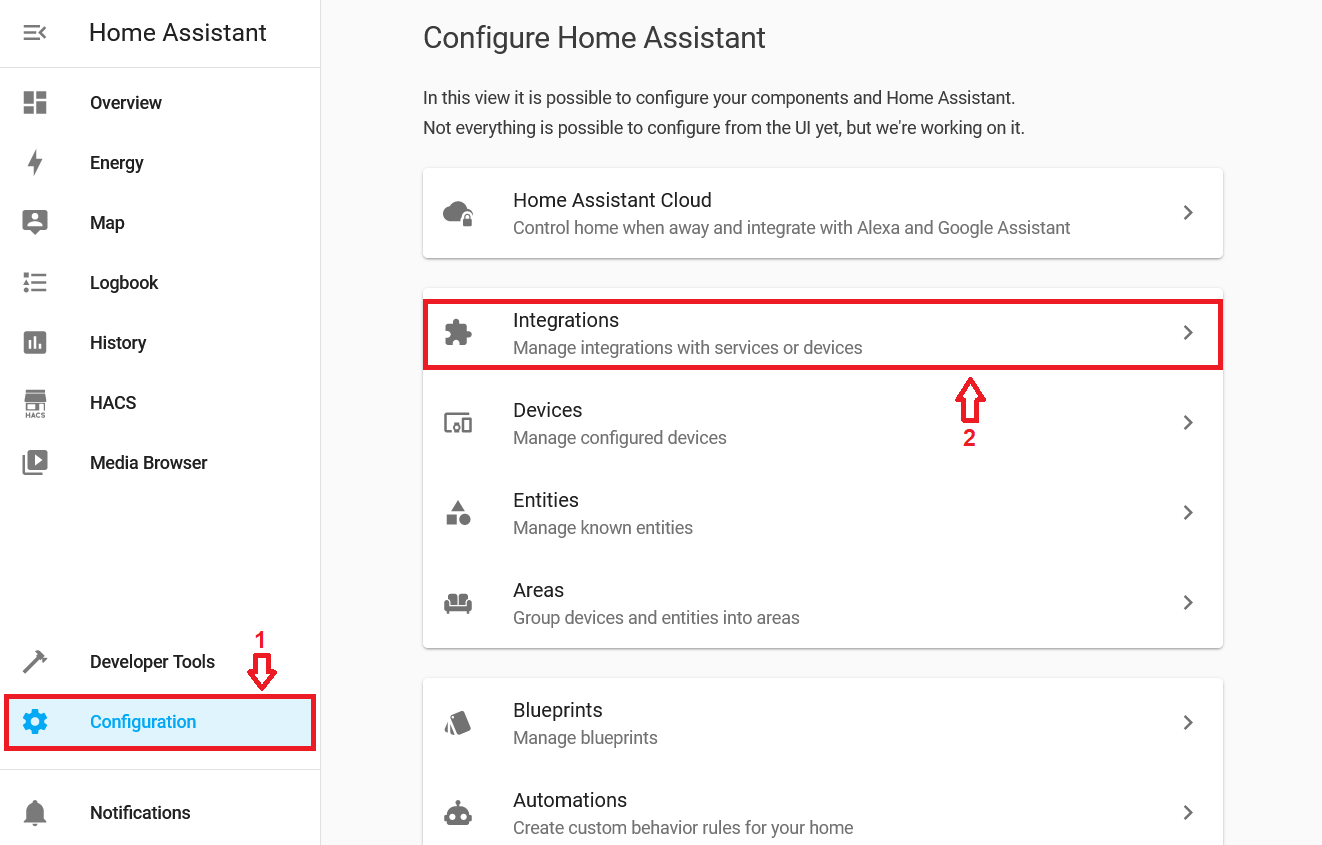 Home Assistant
Overview
Energy
Map
Logbook
History
HACS
HACS
Media Browser
1
Developer Tools
Configuration
Notifications
Configure Home Assistant
In this view it is possible to configure your components and Home Assistant.
Not everything is possible to configure from the UI yet, but we're working on it.
Home Assistant Cloud
Control home when away and integrate with Alexa and Google Assistant
Integrations
Manage integrations with services or devices
2
Devices
Manage configured devices
Entities
Manage known entities
Areas
Group devices and entities into areas
Blueprints
Manage blueprints
Automations
Create custom behavior rules for your home